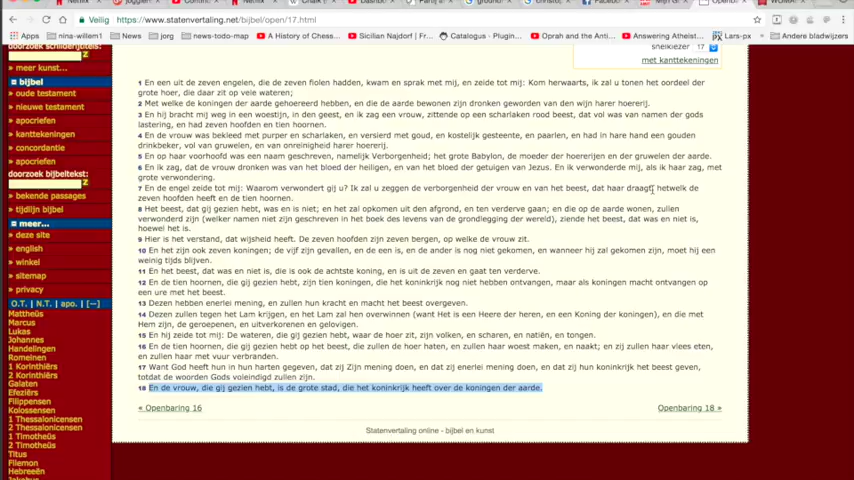 Netflix
Veilig
https://www.statenvertaling.net/bijbel/open/17.html
Apps
nina-willem1
blogs
news-todo-map
A History of Chess...
Sicilian Najdorf | Fr...
Catalogus - Plugin...
Oprah and the Anti...
Answering Atheist...
Lars-px
Andere bladwijzers
doorzoek schilderij(titels):
» meer kunst...
bijbel
» oude testament
» nieuwe testament
» apocriefen
» kanttekeningen
» concordantie
» apocriefen
doorzoek bijbeltekst:
» bekende passages
» tijdlijn bijbel
meer...
» deze site
» english
» winkel
» sitemap
» privacy
O.T. | N.T. | apo. [—]
Mattheüs
Marcus
Lukas
Johannes
Handelingen
Romeinen
1 Korinthiërs
2 Korinthiërs
Galaten
Efeziërs
Filippensen
Kolossensen
1 Thessalonicensen
2 Thessalonicensen
1 Timotheüs
2 Timotheüs
Titus
Filemon
Hebreeën
snelkiezer 17
met kanttekeningen
1 En een uit de zeven engelen, die de zeven fiolen hadden, kwam en sprak met mij, en zeide tot mij: Kom herwaarts, ik zal u tonen het oordeel der
grote hoer, die daar zit op vele wateren;
2 Met welke de koningen der aarde gehoereerd hebben, en die de aarde bewonen zijn dronken geworden van den wijn harer hoererij.
3 En hij bracht mij weg in een woestijn, in den geest, en ik zag een vrouw, zittende op een scharlaken rood beest, dat vol was van namen der gods
lastering, en had zeven hoofden en tien hoornen.
4 En de vrouw was bekleed met purper en scharlaken, en versierd met goud, en kostelijk gesteente, en paarlen, en had in hare hand een gouden
drinkbeker, vol van gruwelen, en van onreinigheid harer hoererij.
5 En op haar voorhoofd was een naam geschreven, namelijk Verborgenheid; het grote Babylon, de moeder der hoererijen en der gruwelen der aarde.
6 En ik zag, dat de vrouw dronken was van het bloed der heiligen, en van het bloed der getuigen van Jezus. En ik verwonderde mij, als ik haar zag, met
grote verwondering.
7 En de engel zeide tot mij: Waarom verwondert gij u? Ik zal u zeggen de verborgenheid der vrouw en van het beest, dat haar draagt, hetwelk de
zeven hoofden heeft en de tien hoornen.
8 Het beest, dat gij gezien hebt, was en is niet; en het zal opkomen uit den afgrond, en ten verderve gaan; en die op de aarde wonen, zullen
verwonderd zijn (welker namen niet zijn geschreven in het boek des levens van de grondlegging der wereld), ziende het beest, dat was en niet is,
hoewel het is.
9 Hier is het verstand, dat wijsheid heeft. De zeven hoofden zijn zeven bergen, op welke de vrouw zit.
10 En het zijn ook zeven koningen; de vijf zijn gevallen, en de een is, en de ander is nog niet gekomen, en wanneer hij zal gekomen zijn, moet hij een
weinig tijds blijven.
11 En het beest, dat was en niet is, die is ook de achtste koning, en is uit de zeven en gaat ten verderve.
12 En de tien hoornen, die gij gezien hebt, zijn tien koningen, die het koninkrijk nog niet hebben ontvangen, maar als koningen macht ontvangen op
een ure met het beest.
13 Dezen hebben enerlei mening, en zullen hun kracht en macht het beest overgeven.
14 Dezen zullen tegen het Lam krijgen, en het Lam zal hen overwinnen (want Het is een Heere der heren, en een Koning der koningen), en die met
Hem zijn, de geroepenen, en uitverkorenen en gelovigen.
15 En hij zeide tot mij: De wateren, die gij gezien hebt, waar de hoer zit, zijn volken, en scharen, en natiën, en tongen.
16 En de tien hoornen, die gij gezien hebt op het beest, die zullen de hoer haten, en zullen haar woest maken, en naakt; en zij zullen haar vlees eten,
en zullen haar met vuur verbranden.
17 Want God heeft hun in hun harten gegeven, dat zij Zijn mening doen, en dat zij enerlei mening doen, en dat zij hun koninkrijk het beest geven,
totdat de woorden Gods voleindigd zullen zijn.
18 En de vrouw, die gij gezien hebt, is de grote stad, die het koninkrijk heeft over de koningen der aarde.
« Openbaring 16
Openbaring 18 »
Statenvertaling online - bijbel en kunst